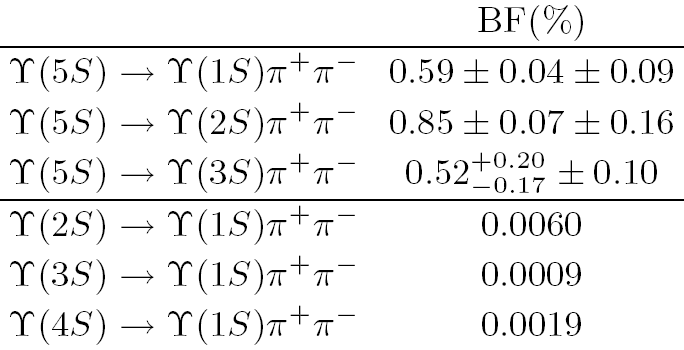 BF(%)
Υ(5S) → Υ(1S)π⁺π⁻ 0.59 ± 0.04 ± 0.09
Υ(5S) → Υ(2S)π⁺π⁻ 0.85 ± 0.07 ± 0.16
Υ(5S) → Υ(3S)π⁺π⁻ 0.52⁺⁰·²⁰₋₀.₁₇ ± 0.10
Υ(2S) → Υ(1S)π⁺π⁻ 0.0060
Υ(3S) → Υ(1S)π⁺π⁻ 0.0009
Υ(4S) → Υ(1S)π⁺π⁻ 0.0019